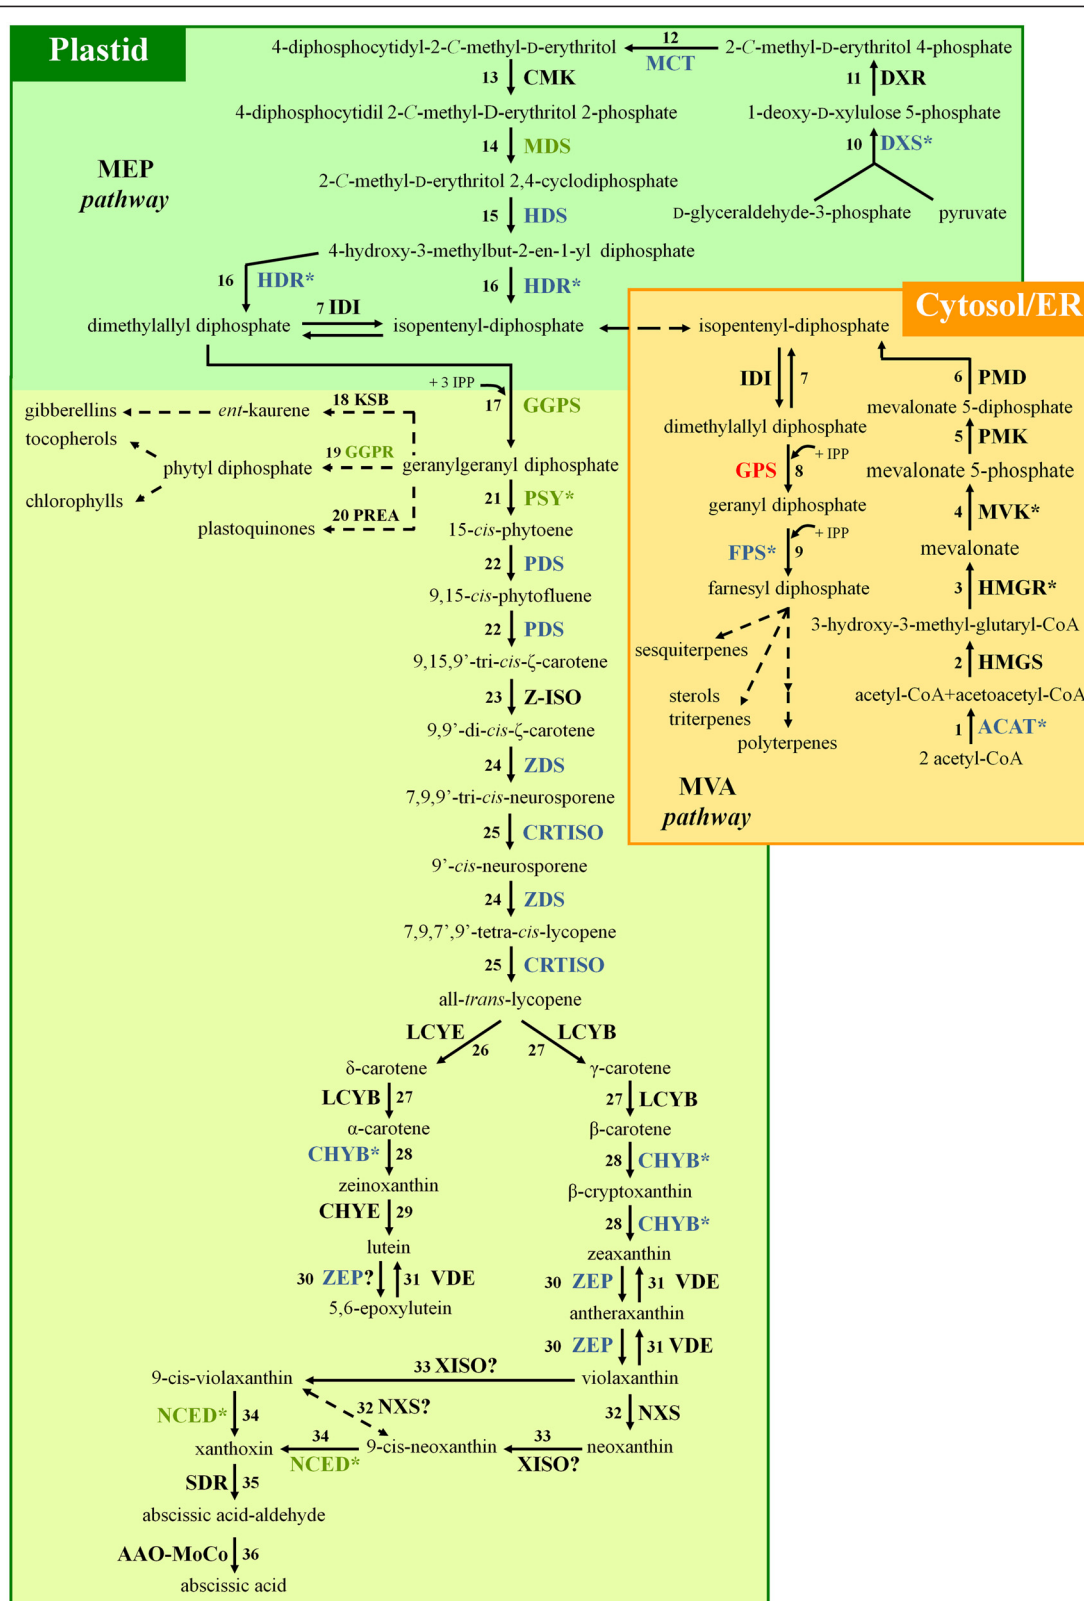 Plastid
4-diphosphocytidyl-2-C-methyl-D-erythritol
12
MCT
2-C-methyl-D-erythritol 4-phosphate
13 CMK
11 DXR
4-diphosphocytidil 2-C-methyl-D-erythritol 2-phosphate
1-deoxy-D-xylulose 5-phosphate
14 MDS
10 DXS*
MEP
pathway
2-C-methyl-D-erythritol 2,4-cyclodiphosphate
15 HDS
D-glyceraldehyde-3-phosphate
pyruvate
4-hydroxy-3-methylbut-2-en-1-yl diphosphate
16 HDR*
16 HDR*
Cytosol/ER
dimethylallyl diphosphate
7 IDI
isopentenyl-diphosphate
isopentenyl-diphosphate
IDI 7
6 PMD
+ 3 IPP
17 GGPS
mevalonate 5-diphosphate
gibberellins
ent-kaurene
18 KSB
dimethylallyl diphosphate
5 PMK
tocopherols
19 GGPR
+ IPP
GPS 8
phytyl diphosphate
geranylgeranyl diphosphate
mevalonate 5-phosphate
chlorophylls
21 PSY*
geranyl diphosphate
4 MVK*
plastoquinones
20 PREA
15-cis-phytoene
+ IPP
FPS* 9
mevalonate
22 PDS
farnesyl diphosphate
3 HMGR*
9,15-cis-phytofluene
3-hydroxy-3-methyl-glutaryl-CoA
22 PDS
sesquiterpenes
2 HMGS
9,15,9’-tri-cis-ζ-carotene
sterols
triterpenes
acetyl-CoA+acetoacetyl-CoA
23 Z-ISO
1 ACAT*
9,9’-di-cis-ζ-carotene
polyterpenes
2 acetyl-CoA
24 ZDS
MVA
pathway
7,9,9’-tri-cis-neurosporene
25 CRTISO
9’-cis-neurosporene
24 ZDS
7,9,7’,9’-tetra-cis-lycopene
25 CRTISO
all-trans-lycopene
LCYE 26
27 LCYB
δ-carotene
γ-carotene
LCYB 27
27 LCYB
α-carotene
β-carotene
CHYB* 28
28 CHYB*
zeinoxanthin
β-cryptoxanthin
CHYE 29
28 CHYB*
lutein
zeaxanthin
30 ZEP? 31 VDE
30 ZEP 31 VDE
5,6-epoxylutein
antheraxanthin
30 ZEP 31 VDE
9-cis-violaxanthin
33 XISO?
violaxanthin
NCED* 34
32 NXS?
32 NXS
xanthoxin
34
NCED*
9-cis-neoxanthin
33
XISO?
neoxanthin
SDR 35
abscissic acid-aldehyde
AAO-MoCo 36
abscissic acid